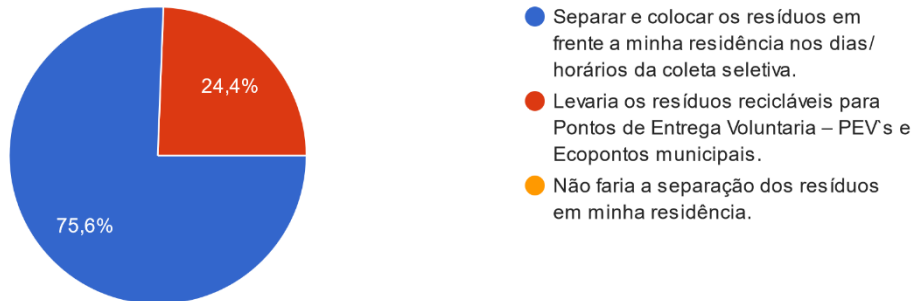 24,4%
75,6%
Separar e colocar os resíduos em
frente a minha residência nos dias/
horários da coleta seletiva.
Levaria os resíduos recicláveis para
Pontos de Entrega Voluntaria – PEV`s e
Ecopontos municipais.
Não faria a separação dos resíduos
em minha residência.